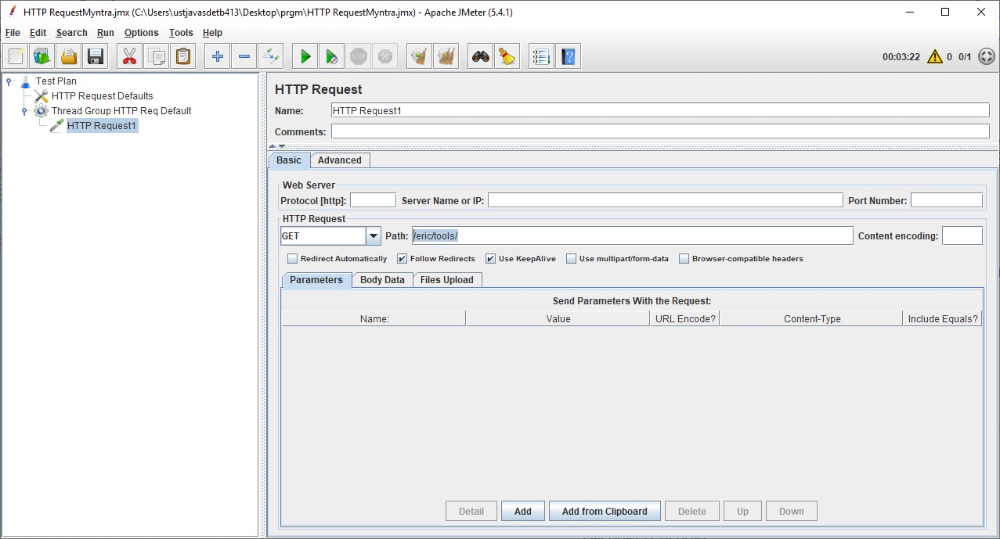 HTTP RequestMyntra.jmx (C:\Users\ustjavasdetb413\Desktop\prgm\HTTP RequestMyntra.jmx) - Apache JMeter (5.4.1)
File Edit Search Run Options Tools Help
STOP
00:03:22 0 0/1
Test Plan
HTTP Request Defaults
Thread Group HTTP Req Default
HTTP Request1
HTTP Request
Name: HTTP Request1
Comments:
Basic Advanced
Web Server
Protocol [http]: Server Name or IP: Port Number:
HTTP Request
GET Path: /eric/tools/ Content encoding:
Redirect Automatically Follow Redirects Use KeepAlive Use multipart/form-data Browser-compatible headers
Parameters Body Data Files Upload
Send Parameters With the Request:
Name: Value URL Encode? Content-Type Include Equals?
Detail Add Add from Clipboard Delete Up Down